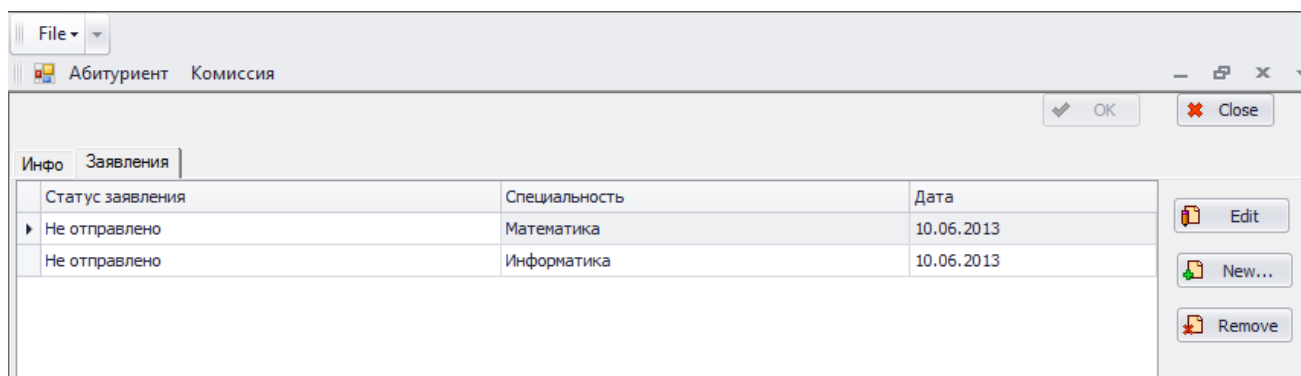 File
Абитуриент Комиссия
OK Close
Инфо Заявления
Статус заявления Специальность Дата
Не отправлено Математика 10.06.2013
Не отправлено Информатика 10.06.2013
Edit
New...
Remove